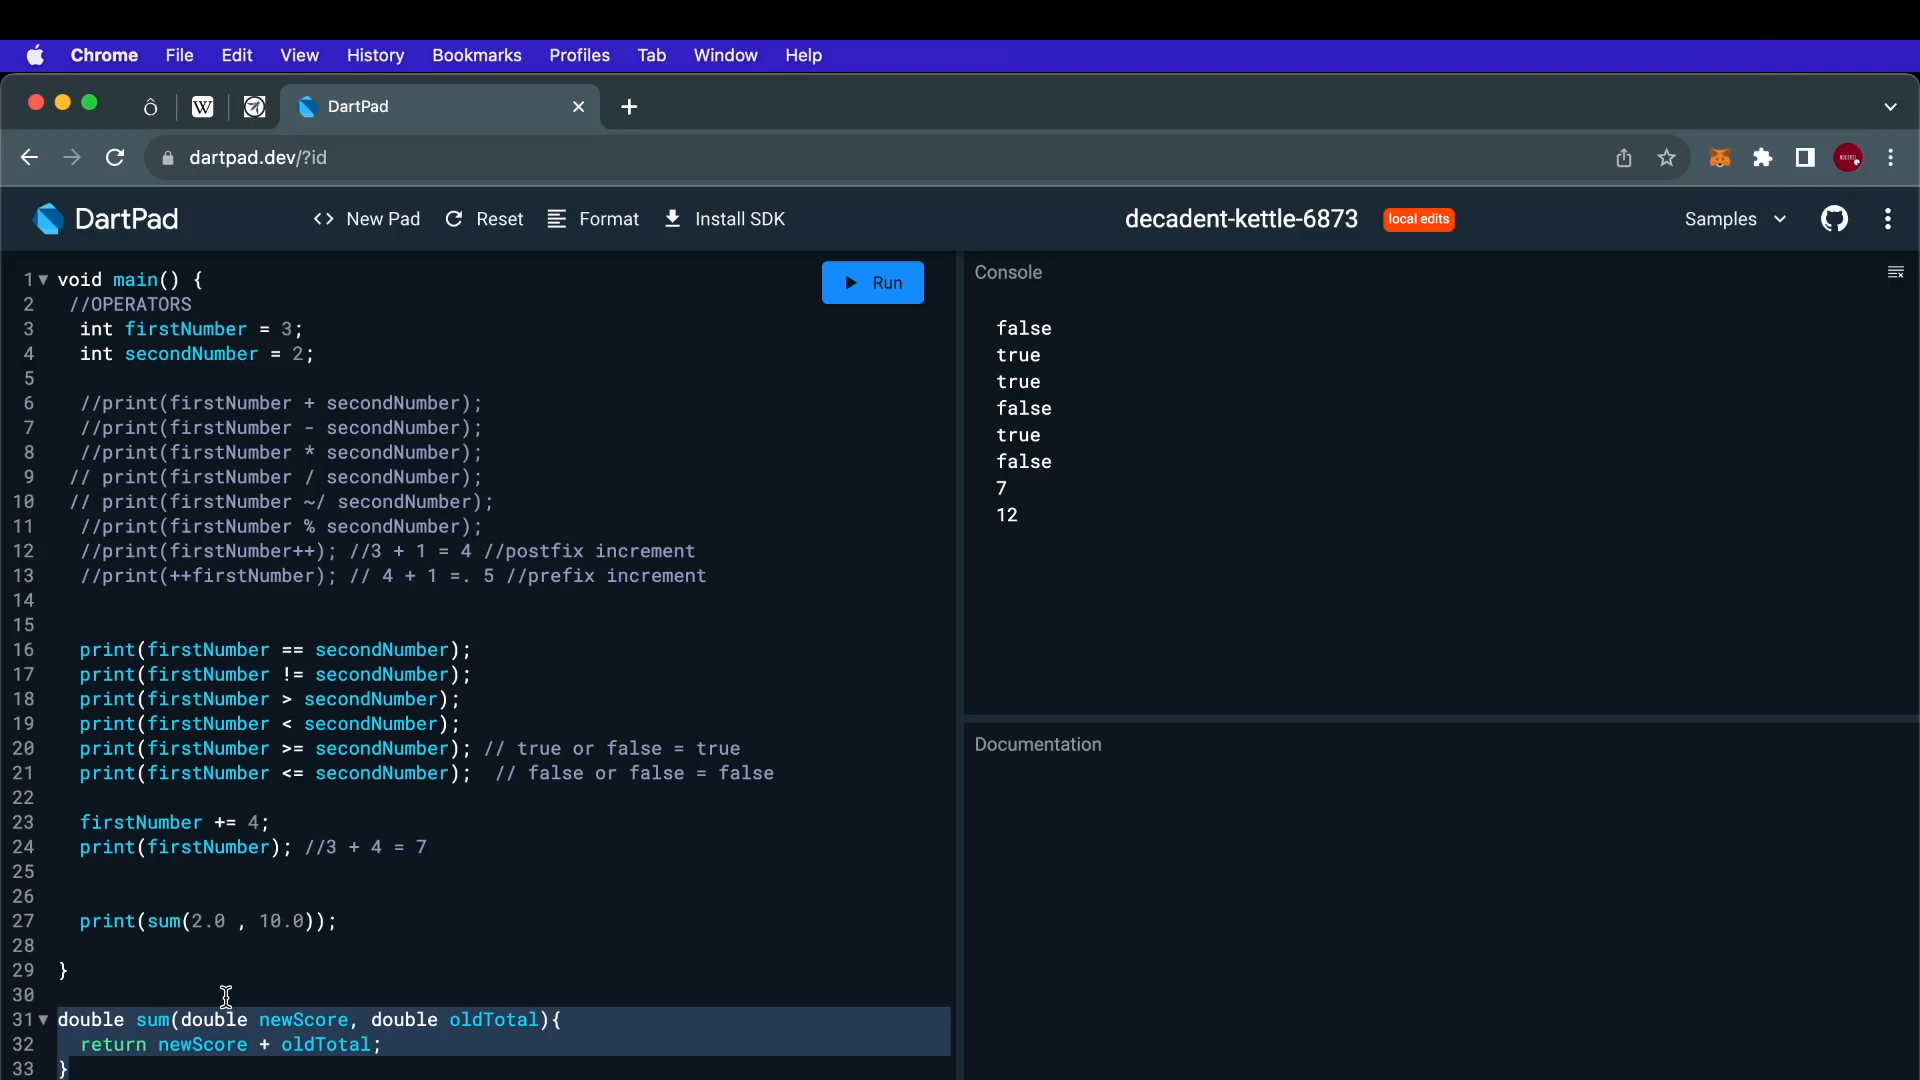 Chrome File Edit View History Bookmarks Profiles Tab Window Help
W DartPad
dartpad.dev/?id
DartPad <> New Pad Reset Format Install SDK decadent-kettle-6873 local edits Samples
1 void main() {
2 //OPERATORS
3 int firstNumber = 3;
4 int secondNumber = 2;
5
6 //print(firstNumber + secondNumber);
7 //print(firstNumber - secondNumber);
8 //print(firstNumber * secondNumber);
9 // print(firstNumber / secondNumber);
10 // print(firstNumber ~/ secondNumber);
11 //print(firstNumber % secondNumber);
12 //print(firstNumber++); //3 + 1 = 4 //postfix increment
13 //print(++firstNumber); // 4 + 1 =. 5 //prefix increment
14
15
16 print(firstNumber == secondNumber);
17 print(firstNumber != secondNumber);
18 print(firstNumber > secondNumber);
19 print(firstNumber < secondNumber);
20 print(firstNumber >= secondNumber); // true or false = true
21 print(firstNumber <= secondNumber); // false or false = false
22
23 firstNumber += 4;
24 print(firstNumber); //3 + 4 = 7
25
26
27 print(sum(2.0 , 10.0));
28
29 }
30
31 double sum(double newScore, double oldTotal){
32 return newScore + oldTotal;
33 }
Run
Console
false
true
true
false
true
false
7
12
Documentation